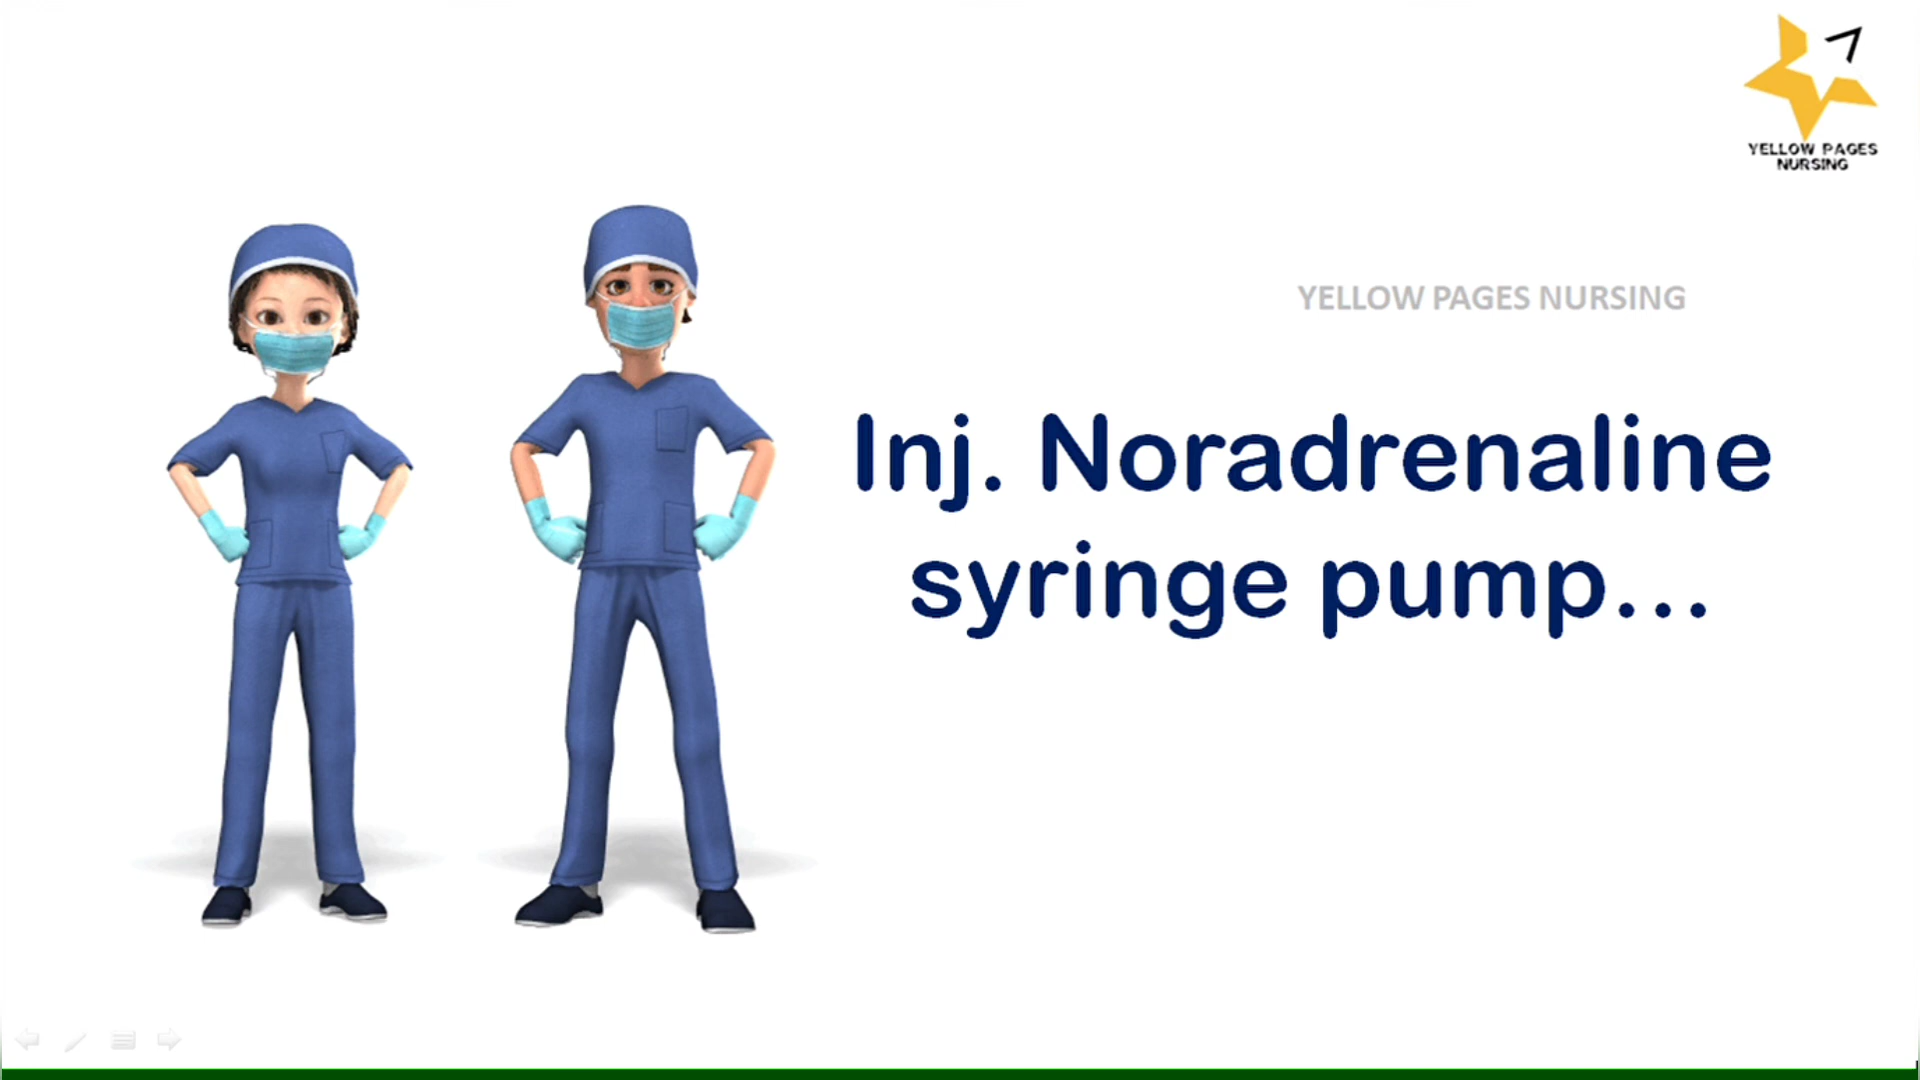 YELLOW PAGES
NURSING
YELLOW PAGES NURSING
Inj. Noradrenaline
syringe pump...